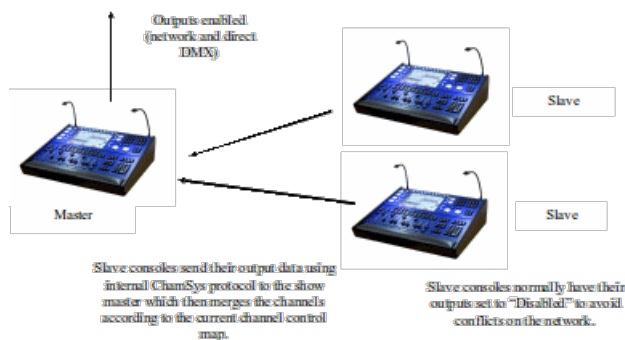 Outputs enabled
(network and direct
DMX)
Slave
Master
Slave
Slave consoles send their output data using
internal ChamSys protocol to the show
master which then merges the channels
according to the current channel control
map.
Slave consoles normally have their
outputs set to “Disabled” to avoid
conflicts on the network.